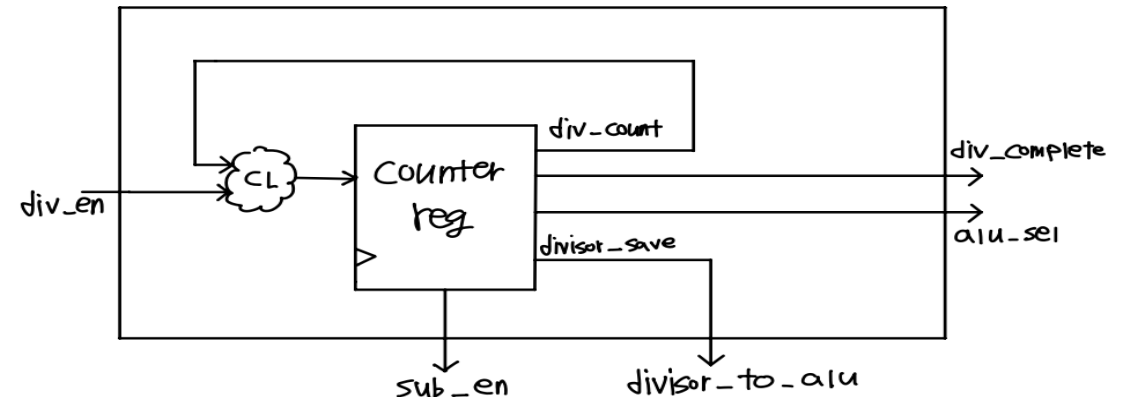 div_count
div_complete
CL
Counter
reg
div_en
alu_sel
divisor_save
sub_en
divisor_to_alu